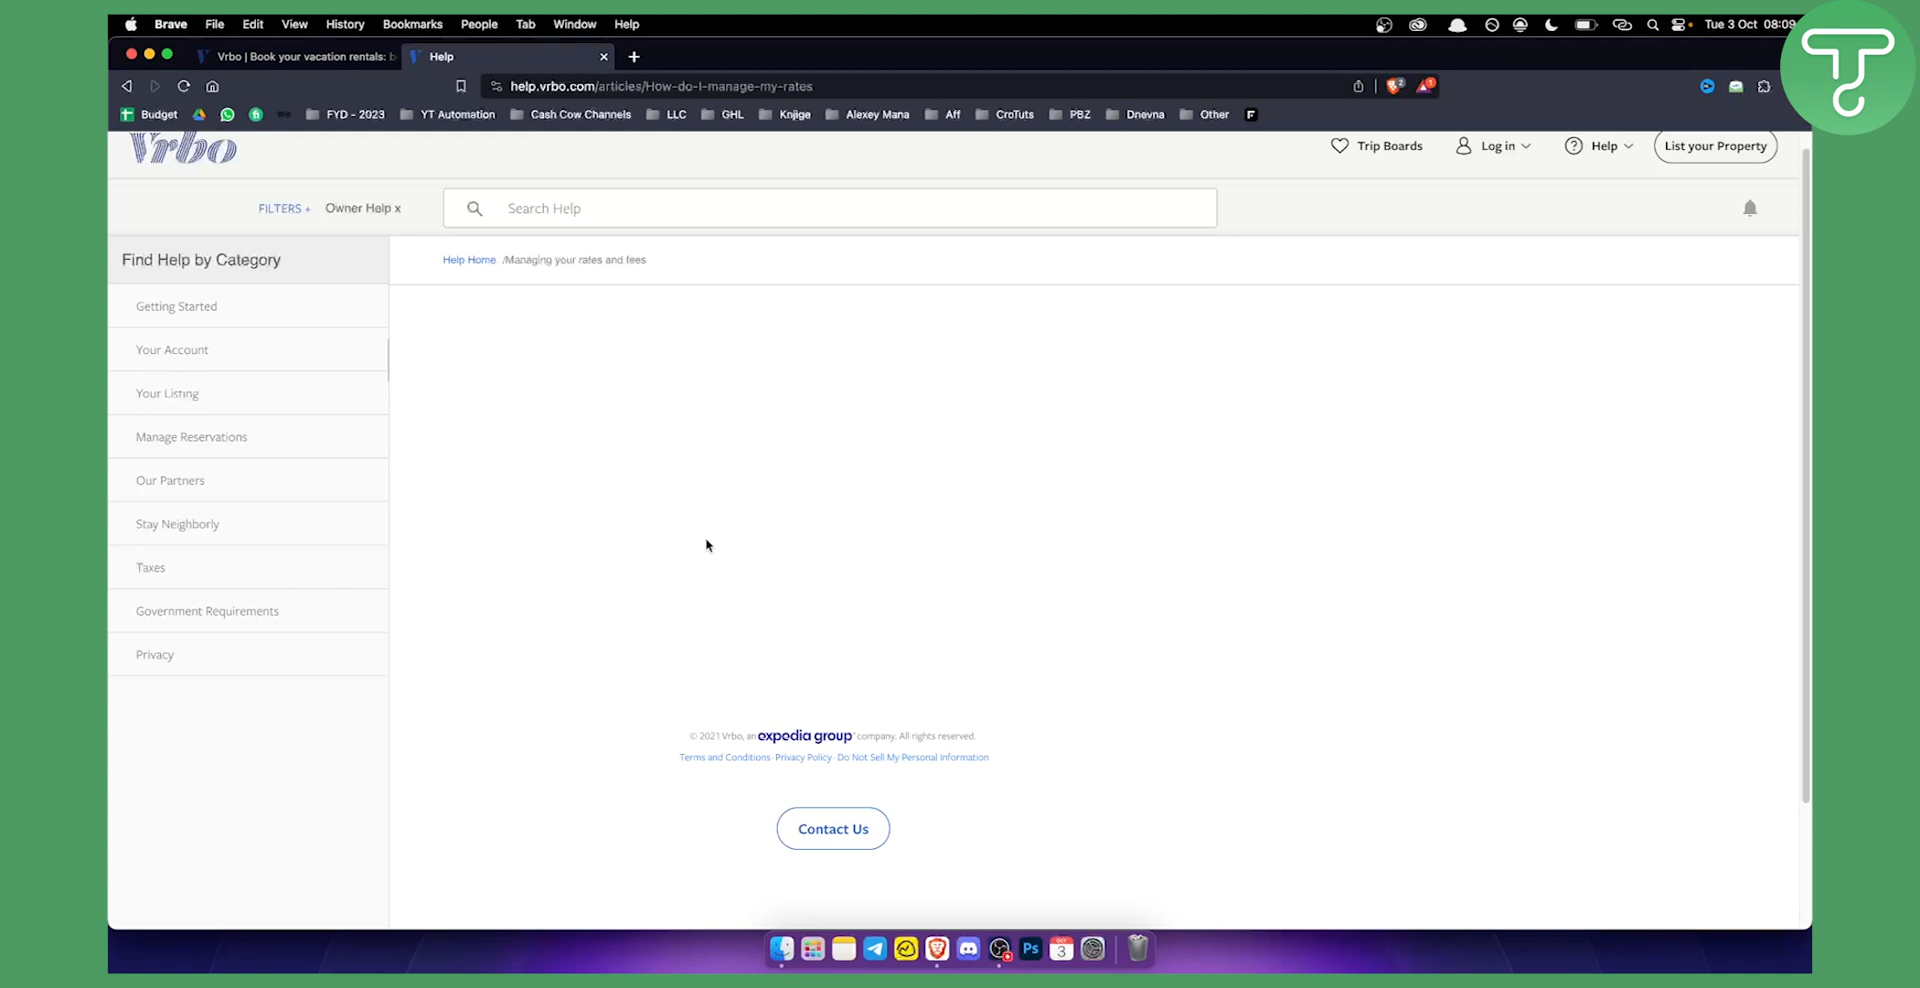 Brave File Edit View History Bookmarks People Tab Window Help Tue 3 Oct 08:09
Vrbo | Book your vacation rentals: b Help
help.vrbo.com/articles/How-do-I-manage-my-rates 2 1
Budget FYD - 2023 YT Automation Cash Cow Channels LLC GHL Knjige Alexey Mana Aff CroTuts PBZ Dnevna Other F
Vrbo Trip Boards Log in Help List your Property
FILTERS + Owner Help x Search Help
Find Help by Category Help Home /Managing your rates and fees
Getting Started
Your Account
Your Listing
Manage Reservations
Our Partners
Stay Neighborly
Taxes
Government Requirements
Privacy
© 2021 Vrbo, an expedia group company. All rights reserved.
Terms and Conditions · Privacy Policy · Do Not Sell My Personal Information
Contact Us
Ps OCT 3